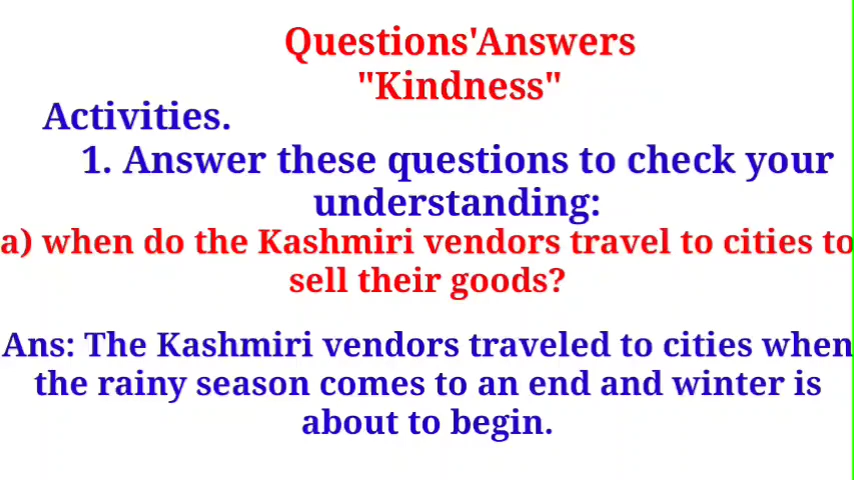 Questions'Answers
"Kindness"
Activities.
1. Answer these questions to check your
understanding:
a) when do the Kashmiri vendors travel to cities to
sell their goods?
Ans: The Kashmiri vendors traveled to cities when
the rainy season comes to an end and winter is
about to begin.